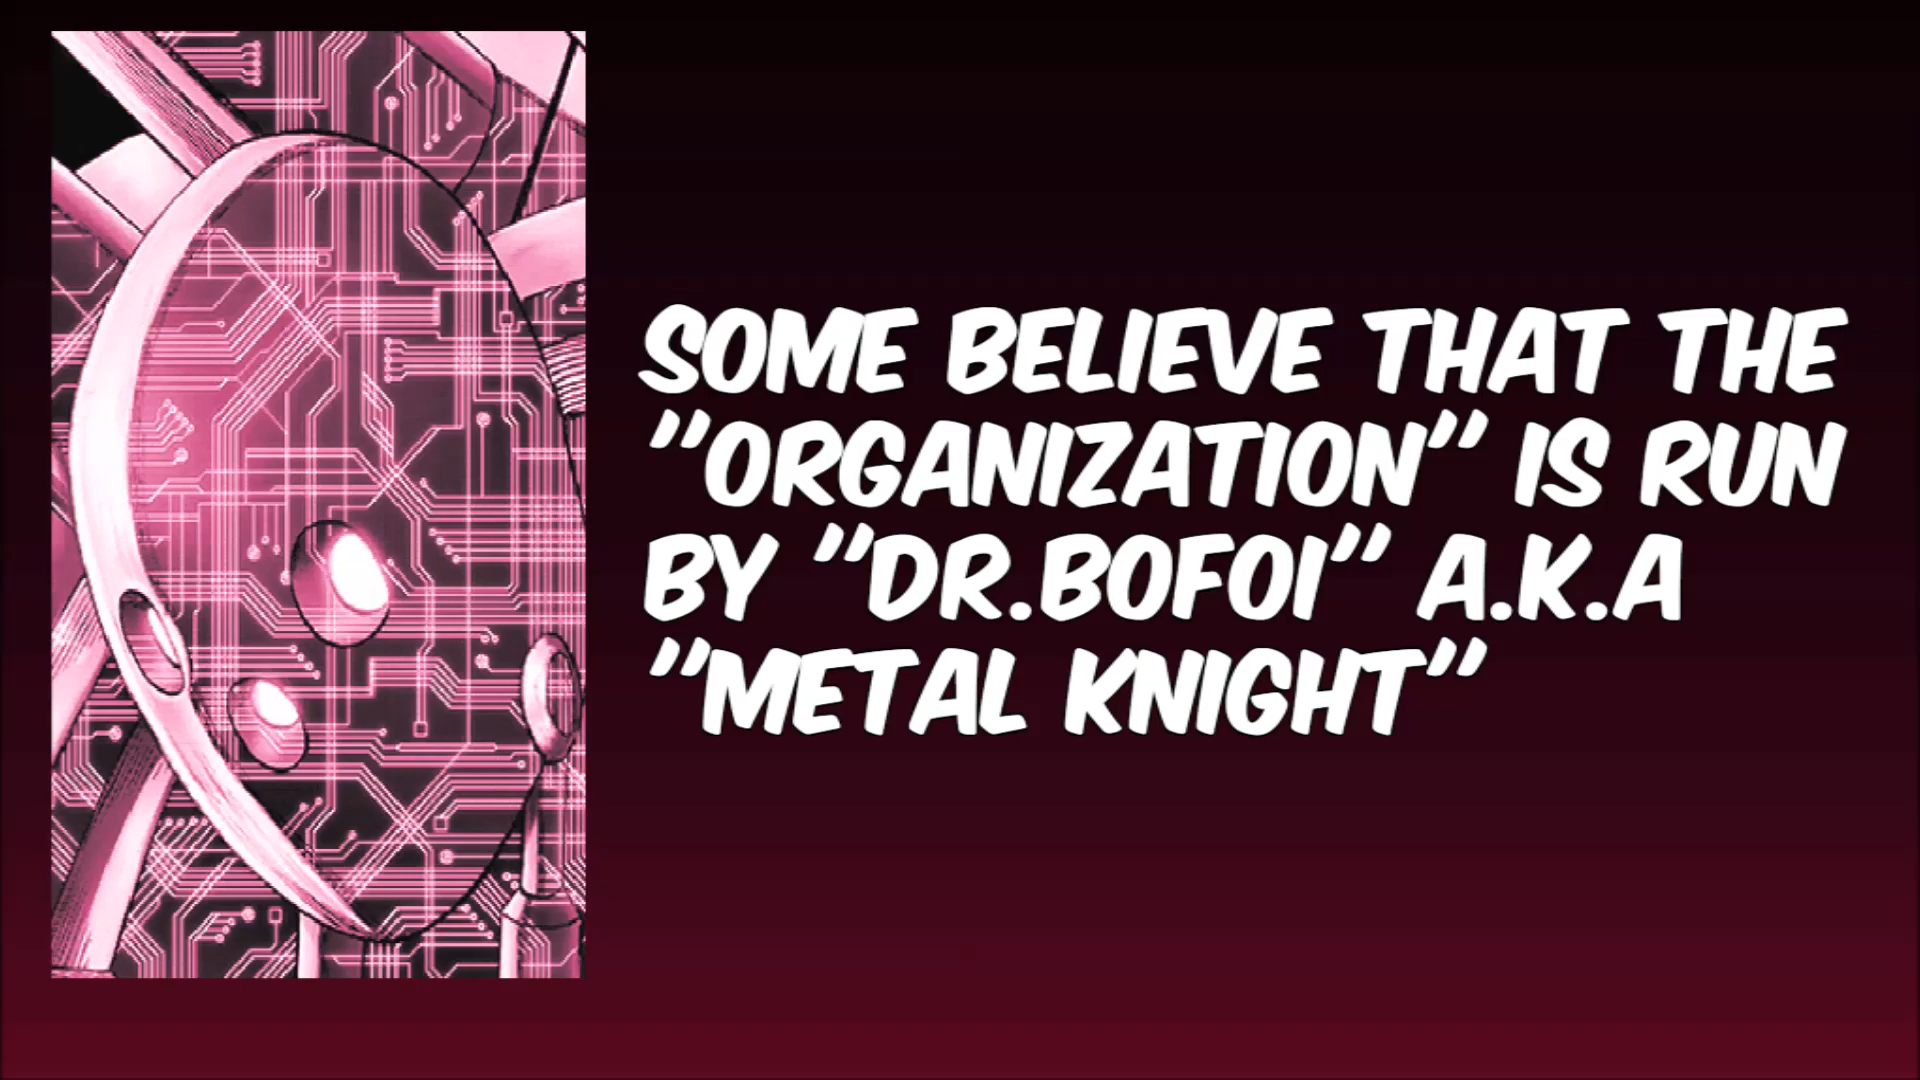 SOME BELIEVE THAT THE
"ORGANIZATION" IS RUN
BY "DR.BOFOI" A.K.A
"METAL KNIGHT"